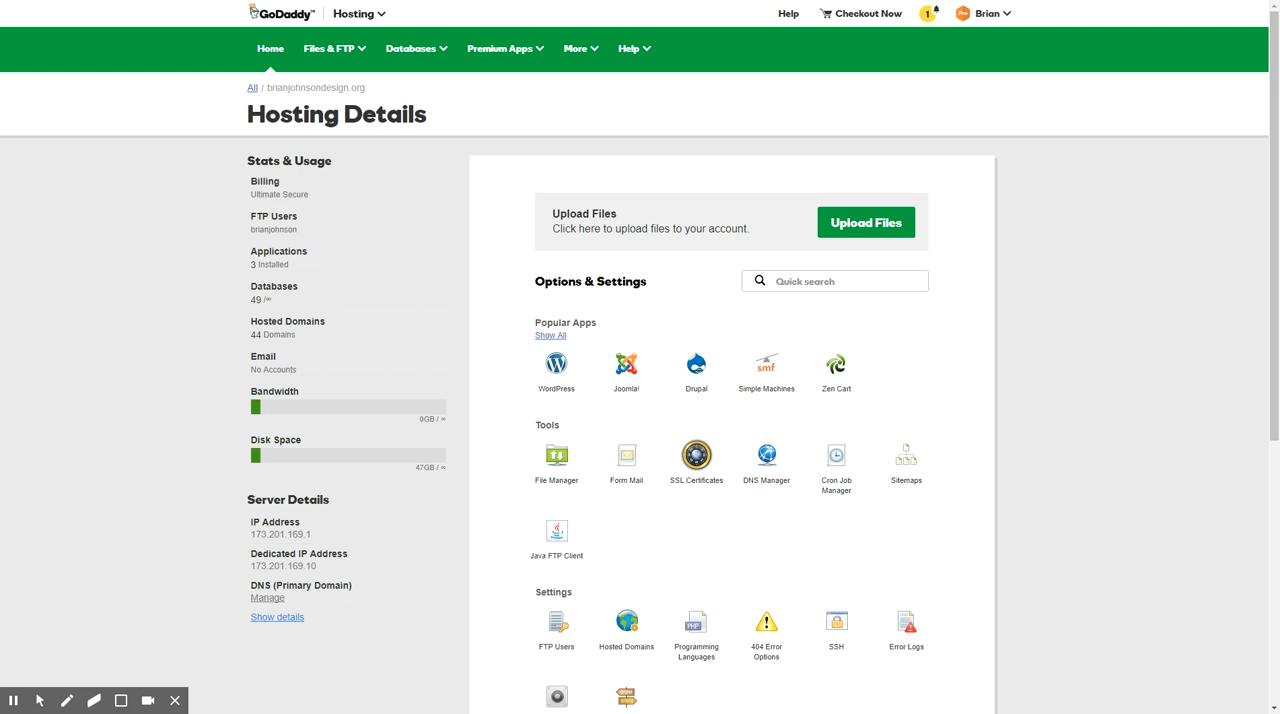 GoDaddy™ Hosting Help Checkout Now 1 Pro Brian
Home Files & FTP Databases Premium Apps More Help
All / brianjohnsondesign.org
Hosting Details
Stats & Usage
Billing
Ultimate Secure
FTP Users
brianjohnson
Applications
3 Installed
Databases
49 /∞
Hosted Domains
44 Domains
Email
No Accounts
Bandwidth
0GB / ∞
Disk Space
47GB / ∞
Server Details
IP Address
173.201.169.1
Dedicated IP Address
173.201.169.10
DNS (Primary Domain)
Manage
Show details
Upload Files
Click here to upload files to your account.
Upload Files
Options & Settings
Quick search
Popular Apps
Show All
smf
WordPress Joomla! Drupal Simple Machines Zen Cart
Tools
File Manager Form Mail SSL Certificates DNS Manager Cron Job Sitemaps
Manager
Java FTP Client
Settings
PHP
FTP Users Hosted Domains Programming 404 Error SSH Error Logs
Languages Options